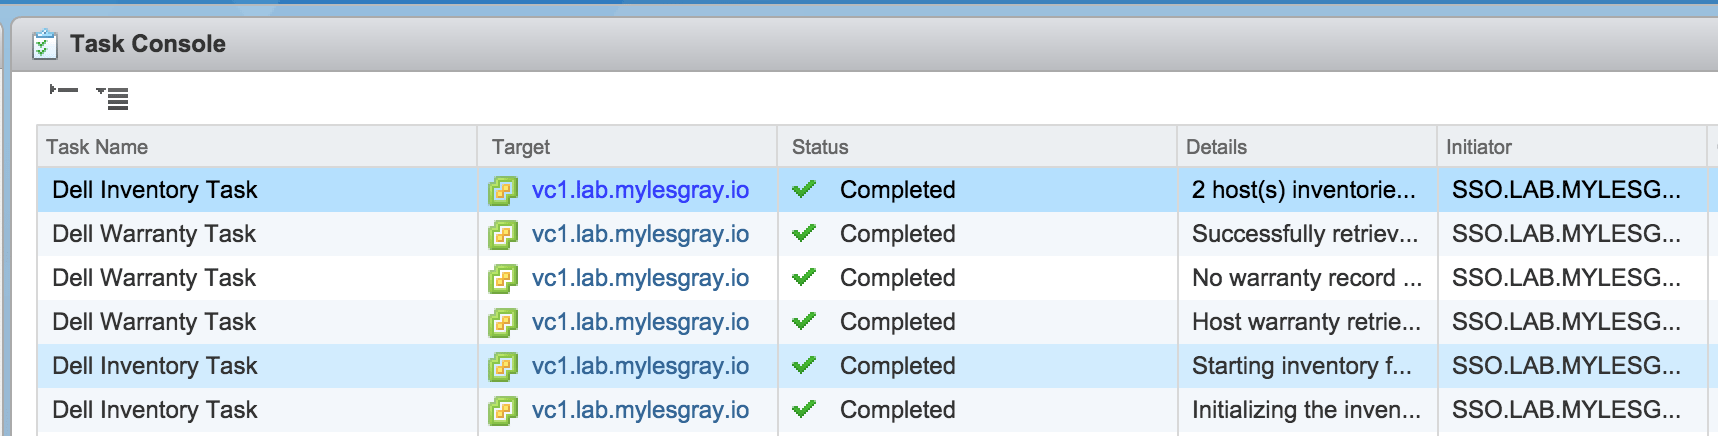 Task Console
Task Name Target Status Details Initiator
Dell Inventory Task vc1.lab.mylesgray.io Completed 2 host(s) inventorie... SSO.LAB.MYLESG...
Dell Warranty Task vc1.lab.mylesgray.io Completed Successfully retriev... SSO.LAB.MYLESG...
Dell Warranty Task vc1.lab.mylesgray.io Completed No warranty record ... SSO.LAB.MYLESG...
Dell Warranty Task vc1.lab.mylesgray.io Completed Host warranty retrie... SSO.LAB.MYLESG...
Dell Inventory Task vc1.lab.mylesgray.io Completed Starting inventory f... SSO.LAB.MYLESG...
Dell Inventory Task vc1.lab.mylesgray.io Completed Initializing the inven... SSO.LAB.MYLESG...